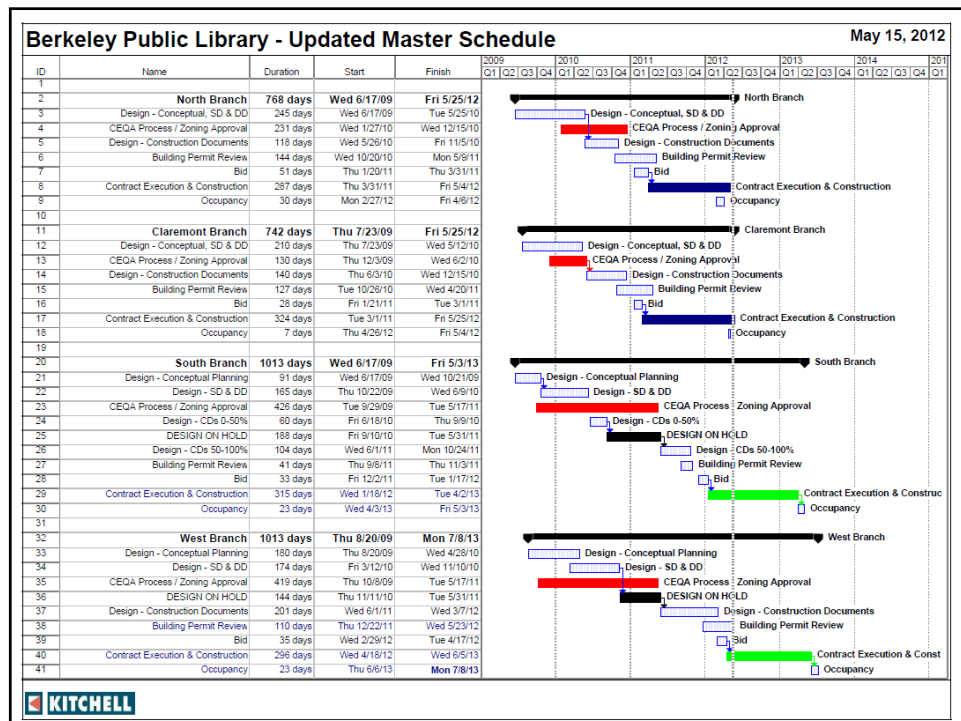 Berkeley Public Library - Updated Master Schedule May 15, 2012
ID Name Duration Start Finish 2009 2010 2011 2012 2013 2014 201
Q1 Q2 Q3 Q4 Q1 Q2 Q3 Q4 Q1 Q2 Q3 Q4 Q1 Q2 Q3 Q4 Q1 Q2 Q3 Q4 Q1 Q2 Q3 Q4 Q1
1
2 North Branch 768 days Wed 6/17/09 Fri 5/25/12 North Branch
3 Design - Conceptual, SD & DD 245 days Wed 6/17/09 Tue 5/25/10 Design - Conceptual, SD & DD
4 CEQA Process / Zoning Approval 231 days Wed 1/27/10 Wed 12/15/10 CEQA Process / Zoning Approval
5 Design - Construction Documents 118 days Wed 5/26/10 Fri 11/5/10 Design - Construction Documents
6 Building Permit Review 144 days Wed 10/20/10 Mon 5/9/11 Building Permit Review
7 Bid 51 days Thu 1/20/11 Thu 3/31/11 Bid
8 Contract Execution & Construction 287 days Thu 3/31/11 Fri 5/4/12 Contract Execution & Construction
9 Occupancy 30 days Mon 2/27/12 Fri 4/6/12 Occupancy
10
11 Claremont Branch 742 days Thu 7/23/09 Fri 5/25/12 Claremont Branch
12 Design - Conceptual, SD & DD 210 days Thu 7/23/09 Wed 5/12/10 Design - Conceptual, SD & DD
13 CEQA Process / Zoning Approval 130 days Thu 12/3/09 Wed 6/2/10 CEQA Process / Zoning Approval
14 Design - Construction Documents 140 days Thu 6/3/10 Wed 12/15/10 Design - Construction Documents
15 Building Permit Review 127 days Tue 10/26/10 Wed 4/20/11 Building Permit Review
16 Bid 28 days Fri 1/21/11 Tue 3/1/11 Bid
17 Contract Execution & Construction 324 days Tue 3/1/11 Fri 5/25/12 Contract Execution & Construction
18 Occupancy 7 days Thu 4/26/12 Fri 5/4/12 Occupancy
19
20 South Branch 1013 days Wed 6/17/09 Fri 5/3/13 South Branch
21 Design - Conceptual Planning 91 days Wed 6/17/09 Wed 10/21/09 Design - Conceptual Planning
22 Design - SD & DD 165 days Thu 10/22/09 Wed 6/9/10 Design - SD & DD
23 CEQA Process / Zoning Approval 426 days Tue 9/29/09 Tue 5/17/11 CEQA Process Zoning Approval
24 Design - CDs 0-50% 60 days Fri 6/18/10 Thu 9/9/10 Design - CDs 0-50%
25 DESIGN ON HOLD 188 days Fri 9/10/10 Tue 5/31/11 DESIGN ON HOLD
26 Design - CDs 50-100% 104 days Wed 6/1/11 Mon 10/24/11 Design - CDs 50-100%
27 Building Permit Review 41 days Thu 9/8/11 Thu 11/3/11 Building Permit Review
28 Bid 33 days Fri 12/2/11 Tue 1/17/12 Bid
29 Contract Execution & Construction 315 days Wed 1/18/12 Tue 4/2/13 Contract Execution & Construc
30 Occupancy 23 days Wed 4/3/13 Fri 5/3/13 Occupancy
31
32 West Branch 1013 days Thu 8/20/09 Mon 7/8/13 West Branch
33 Design - Conceptual Planning 180 days Thu 8/20/09 Wed 4/28/10 Design - Conceptual Planning
34 Design - SD & DD 174 days Fri 3/12/10 Wed 11/10/10 Design - SD & DD
35 CEQA Process / Zoning Approval 419 days Thu 10/8/09 Tue 5/17/11 CEQA Process Zoning Approval
36 DESIGN ON HOLD 144 days Thu 11/11/10 Tue 5/31/11 DESIGN ON HOLD
37 Design - Construction Documents 201 days Wed 6/1/11 Wed 3/7/12 Design - Construction Documents
38 Building Permit Review 110 days Thu 12/22/11 Wed 5/23/12 Building Permit Review
39 Bid 35 days Wed 2/29/12 Tue 4/17/12 Bid
40 Contract Execution & Construction 296 days Wed 4/18/12 Wed 6/5/13 Contract Execution & Const
41 Occupancy 23 days Thu 6/6/13 Mon 7/8/13 Occupancy
KITCHELL